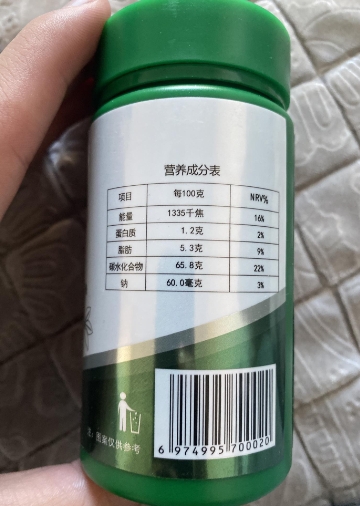 营养成分表
项目 每100克 NRV%
能量 1335千焦 16%
蛋白质 1.2克 2%
脂肪 5.3克 9%
碳水化合物 65.8克 22%
钠 60.0毫克 3%
图案仅供参考
6 974995 700020